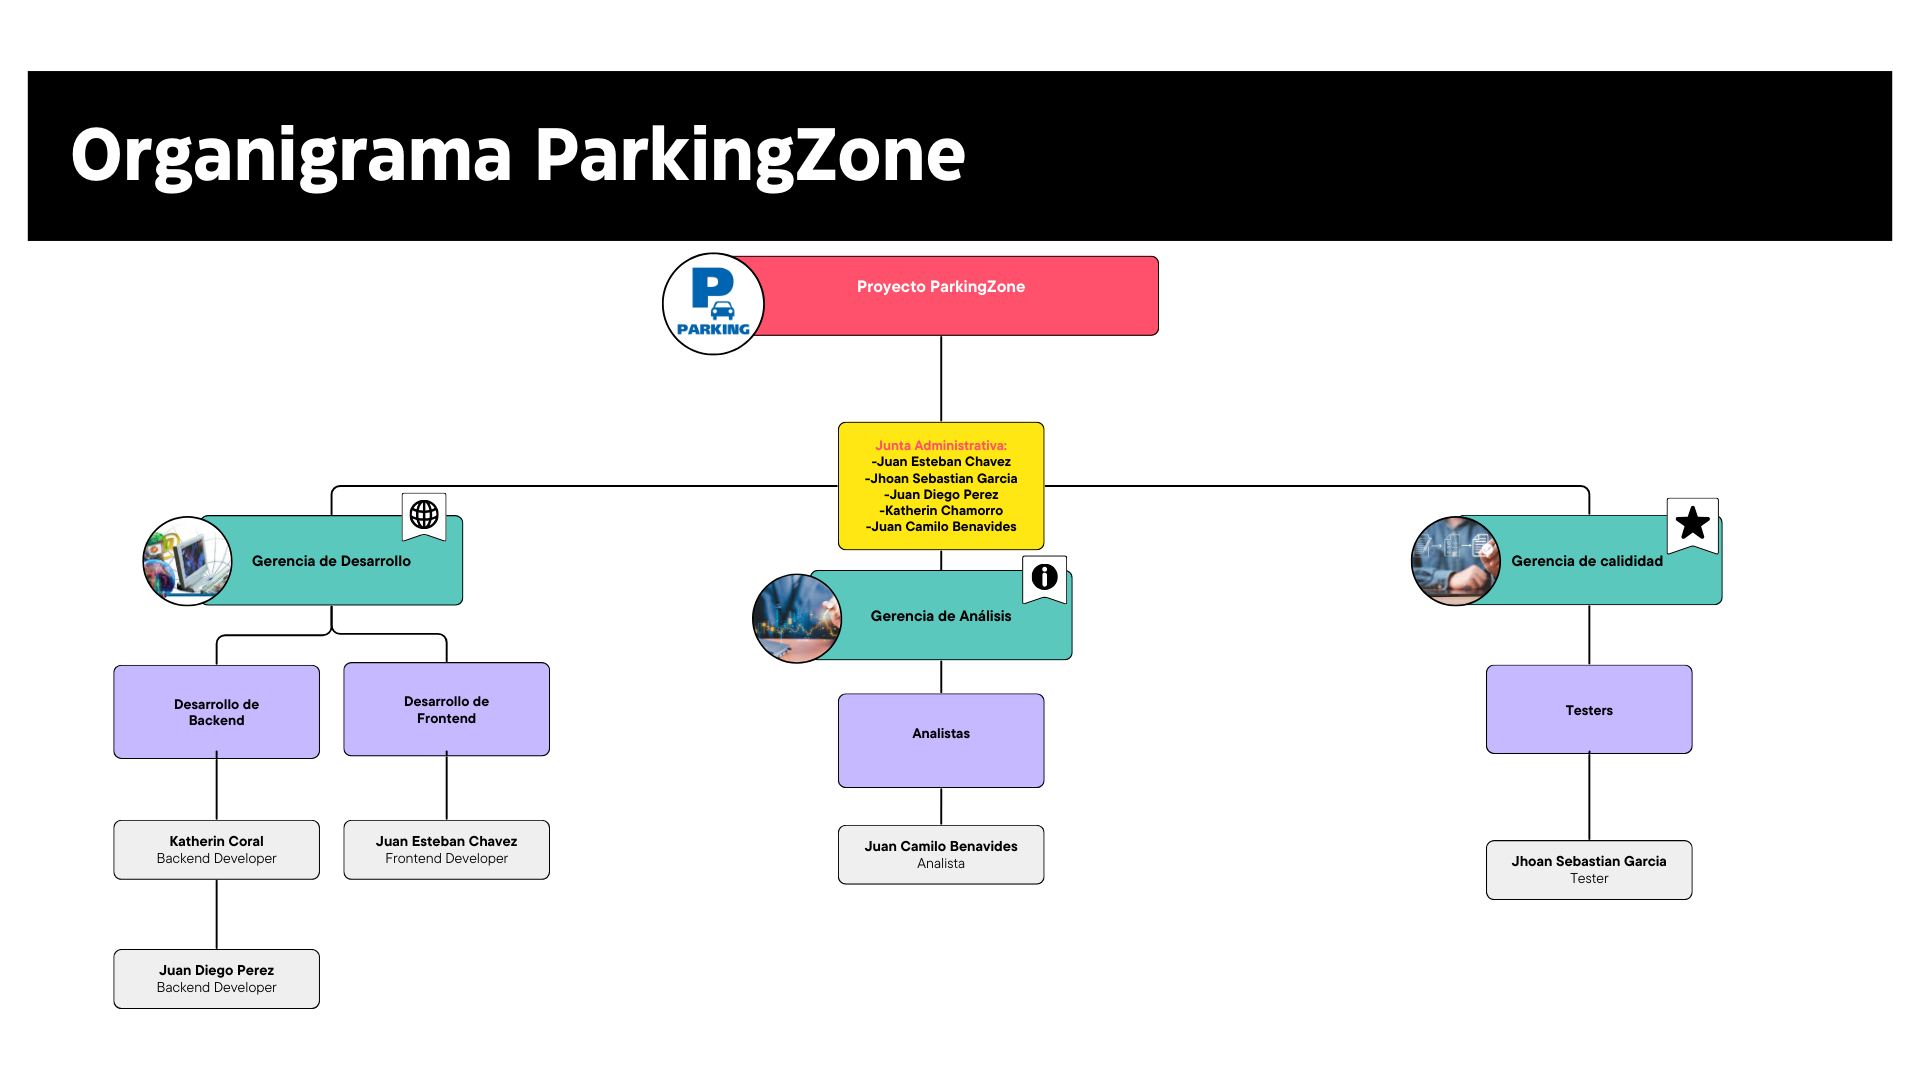 Organigrama ParkingZone
Proyecto ParkingZone
P
PARKING
Junta Administrativa:
-Juan Esteban Chavez
-Jhoan Sebastian Garcia
-Juan Diego Perez
-Katherin Chamorro
-Juan Camilo Benavides
Gerencia de Desarrollo
Gerencia de Análisis
Gerencia de calididad
Desarrollo de
Backend
Desarrollo de
Frontend
Analistas
Testers
Katherin Coral
Backend Developer
Juan Esteban Chavez
Frontend Developer
Juan Camilo Benavides
Analista
Jhoan Sebastian Garcia
Tester
Juan Diego Perez
Backend Developer